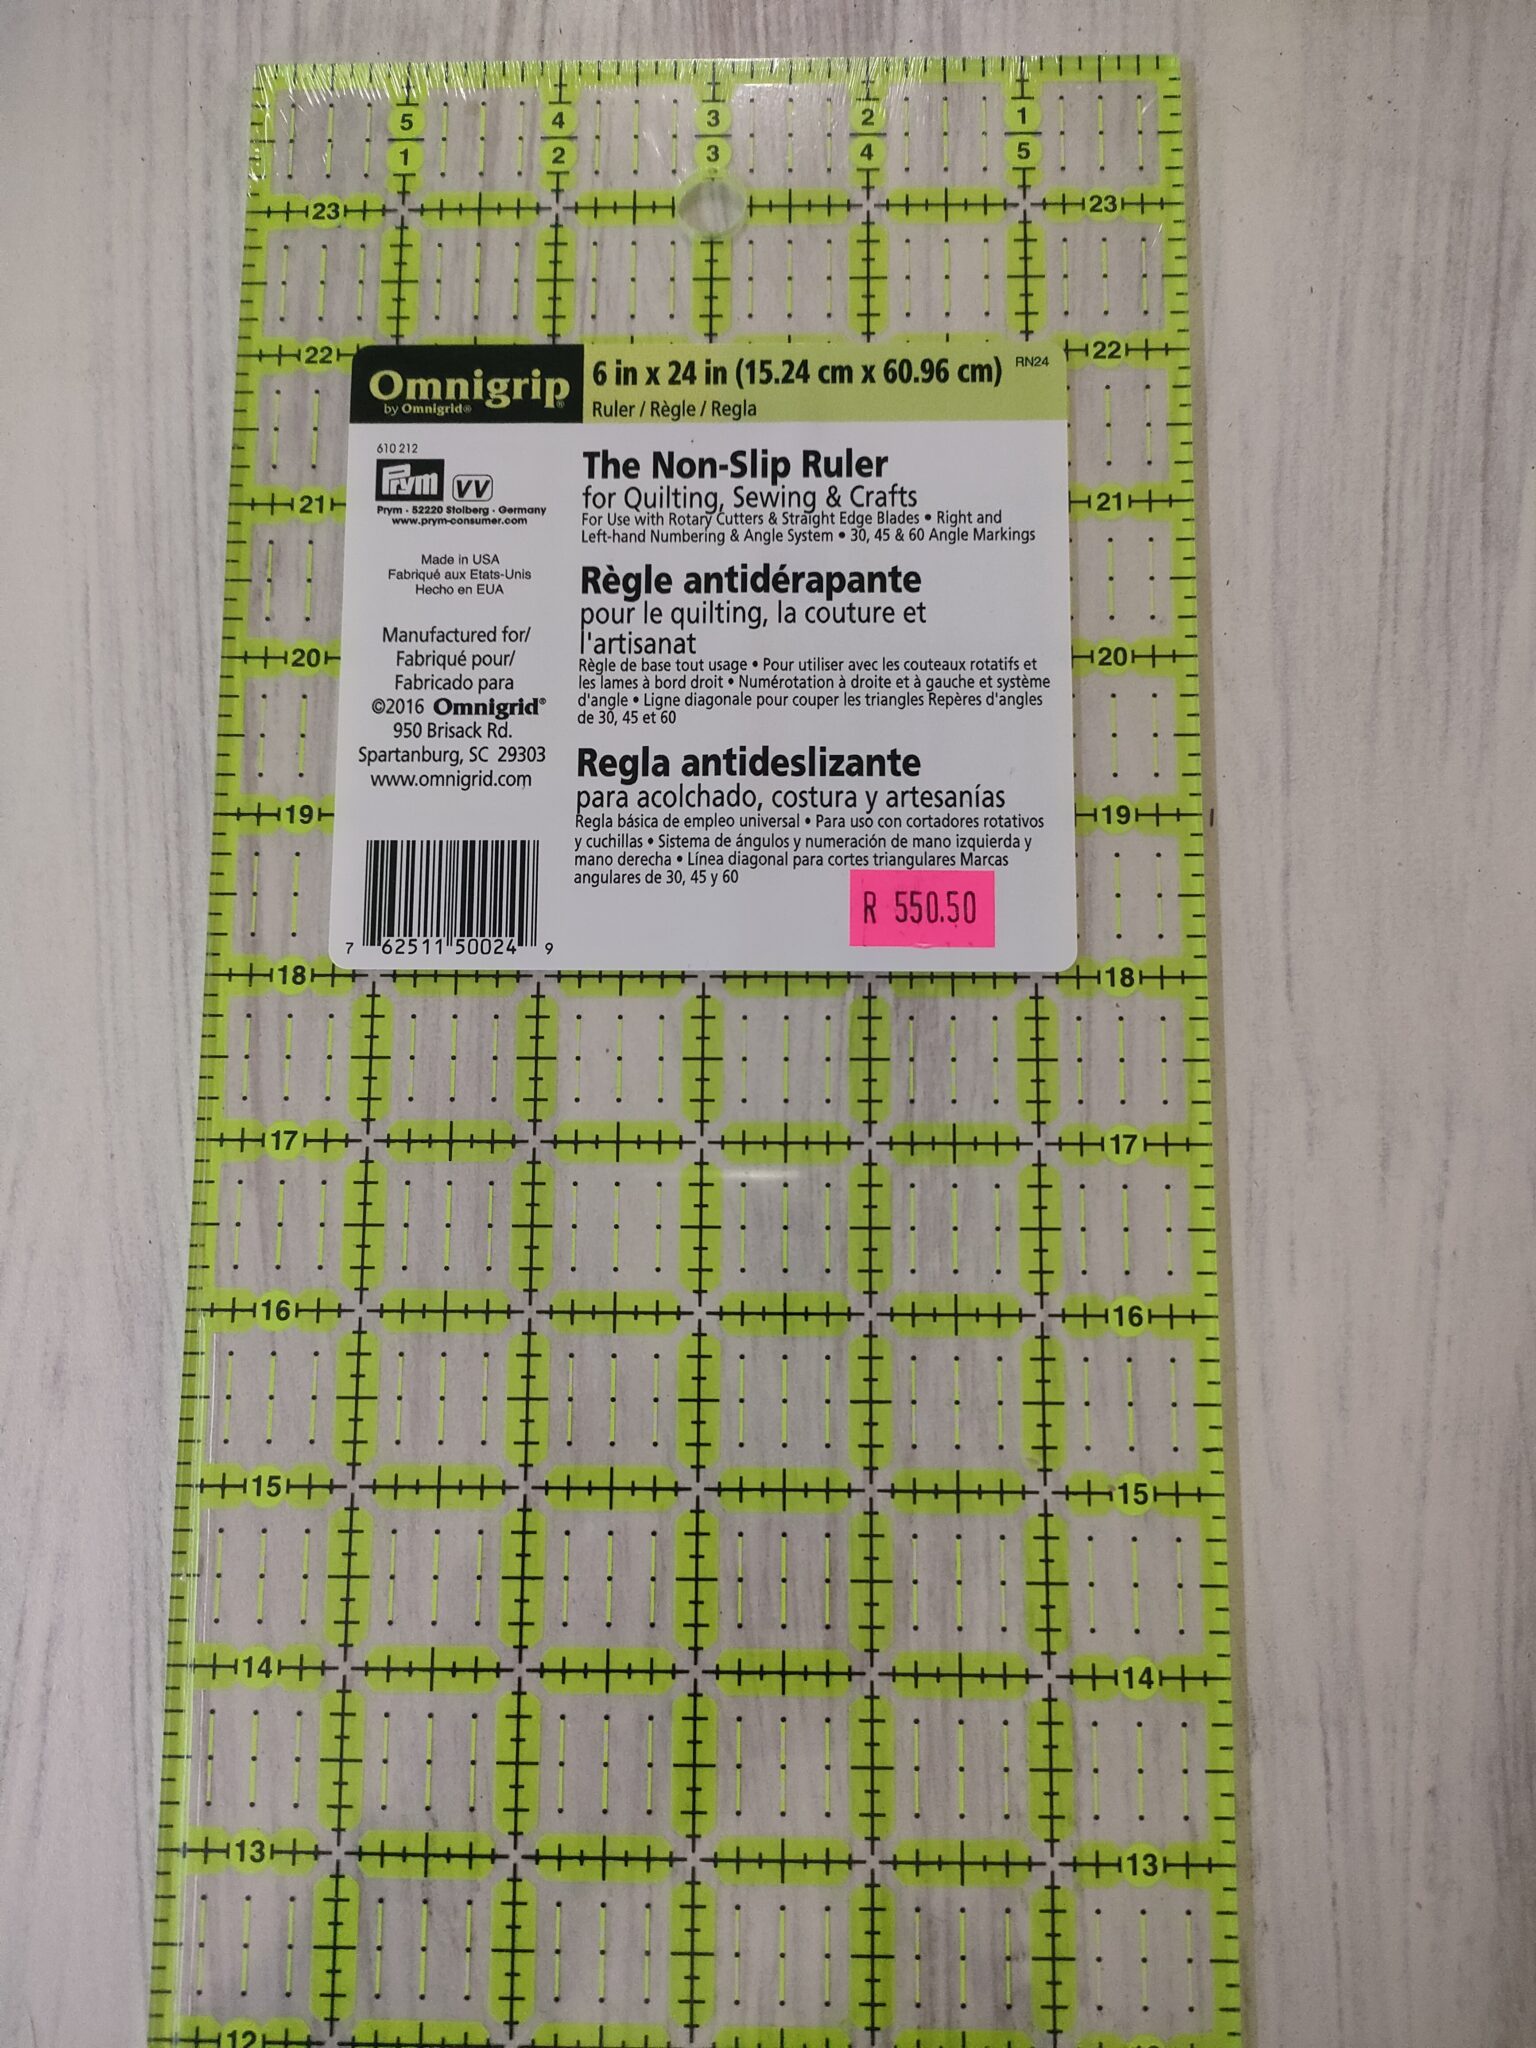 5 4 3 2 1
1 2 3 4 5
23 23
22 22
Omnigrip®
by Omnigrid®
6 in x 24 in (15.24 cm x 60.96 cm) RN24
Ruler / Règle / Regla
610 212
Prym VV
Prym · 52220 Stolberg · Germany
www.prym-consumer.com
Made in USA
Fabriqué aux Etats-Unis
Hecho en EUA
Manufactured for/
Fabriqué pour/
Fabricado para
©2016 Omnigrid®
950 Brisack Rd.
Spartanburg, SC 29303
www.omnigrid.com
7 62511 50024 9
The Non-Slip Ruler
for Quilting, Sewing & Crafts
For Use with Rotary Cutters & Straight Edge Blades • Right and
Left-hand Numbering & Angle System • 30, 45 & 60 Angle Markings
Règle antidérapante
pour le quilting, la couture et
l'artisanat
Règle de base tout usage • Pour utiliser avec les couteaux rotatifs et
les lames à bord droit • Numérotation à droite et à gauche et système
d'angle • Ligne diagonale pour couper les triangles Repères d'angles
de 30, 45 et 60
Regla antideslizante
para acolchado, costura y artesanías
Regla básica de empleo universal • Para uso con cortadores rotativos
y cuchillas • Sistema de ángulos y numeración de mano izquierda y
mano derecha • Línea diagonal para cortes triangulares Marcas
angulares de 30, 45 y 60
R 550.50
21 21
20 20
19 19
18 18
17 17
16 16
15 15
14 14
13 13
12